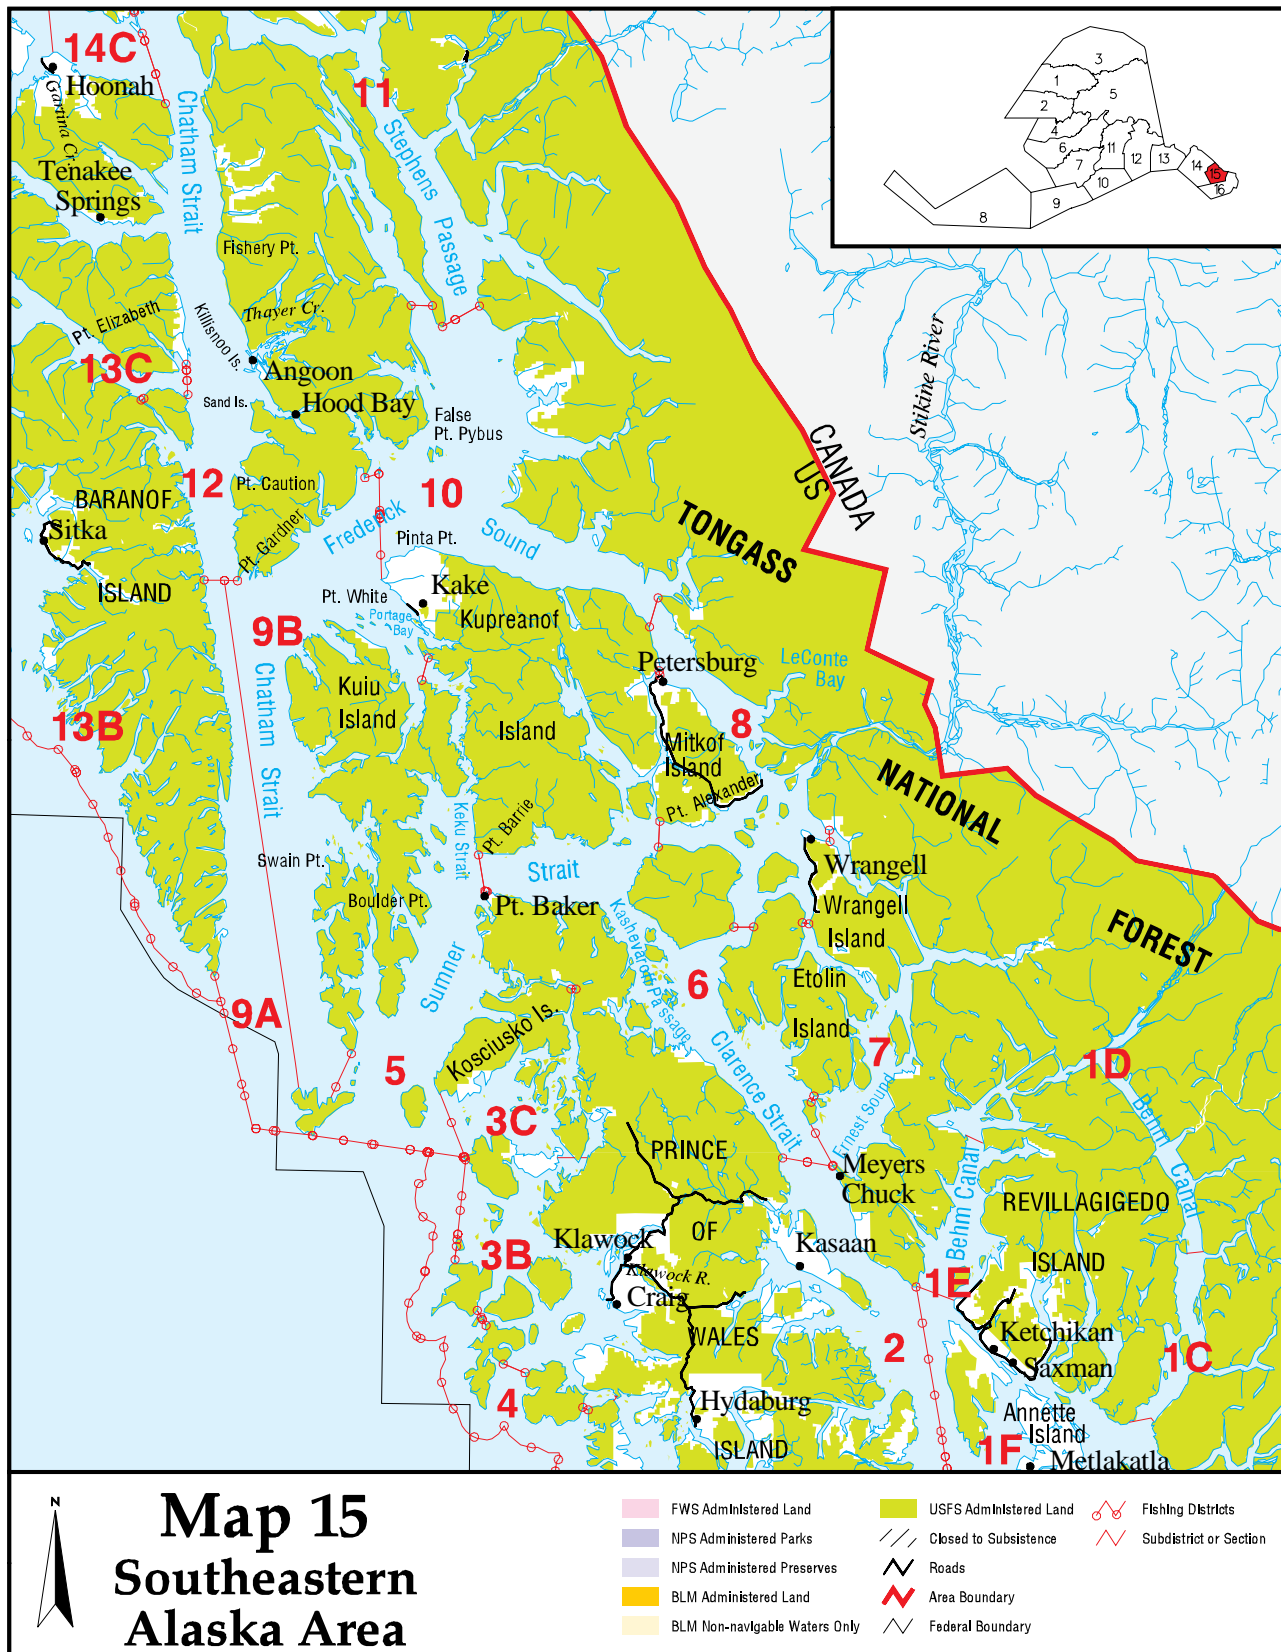 14C
Hoonah
Gartina Cr.
Tenakee
Springs
Chatham Strait
11
Stephens Passage
Fishery Pt.
Pt. Elizabeth
Killisnoo Is.
Thayer Cr.
13C
Angoon
Sand Is.
Hood Bay
False
Pt. Pybus
12
Pt. Caution
10
BARANOF
Sitka
ISLAND
Pt. Gardner
Frederick
Sound
Pinta Pt.
Pt. White
Kake
Portage
Bay
Kupreanof
9B
Kuiu
Island
Island
Chatham Strait
13B
Petersburg
LeConte
Bay
8
Mitkof
Island
Pt. Alexander
Keku Strait
Pt. Barrie
Swain Pt.
Boulder Pt.
Strait
Pt. Baker
Sumner
Kashevaroff Passage
Wrangell
Wrangell
Island
Etolin
Island
6
7
9A
5
Kosciusko Is.
3C
Clarence Strait
Ernest Sound
1D
Behm
Canal
PRINCE
OF
WALES
ISLAND
Meyers
Chuck
Behm Canal
REVILLAGIGEDO
ISLAND
Klawock
Klawock R.
Craig
Kasaan
3B
1E
Ketchikan
Saxman
2
1C
4
Hydaburg
Annette
Island
1F
Metlakatla
CANADA
US
Stikine River
TONGASS
NATIONAL
FOREST
3
1
5
2
4
6
7
11
12
13
14
15
16
10
9
8
N
Map 15
Southeastern
Alaska Area
FWS Administered Land
NPS Administered Parks
NPS Administered Preserves
BLM Administered Land
BLM Non-navigable Waters Only
USFS Administered Land
Closed to Subsistence
Roads
Area Boundary
Federal Boundary
Fishing Districts
Subdistrict or Section